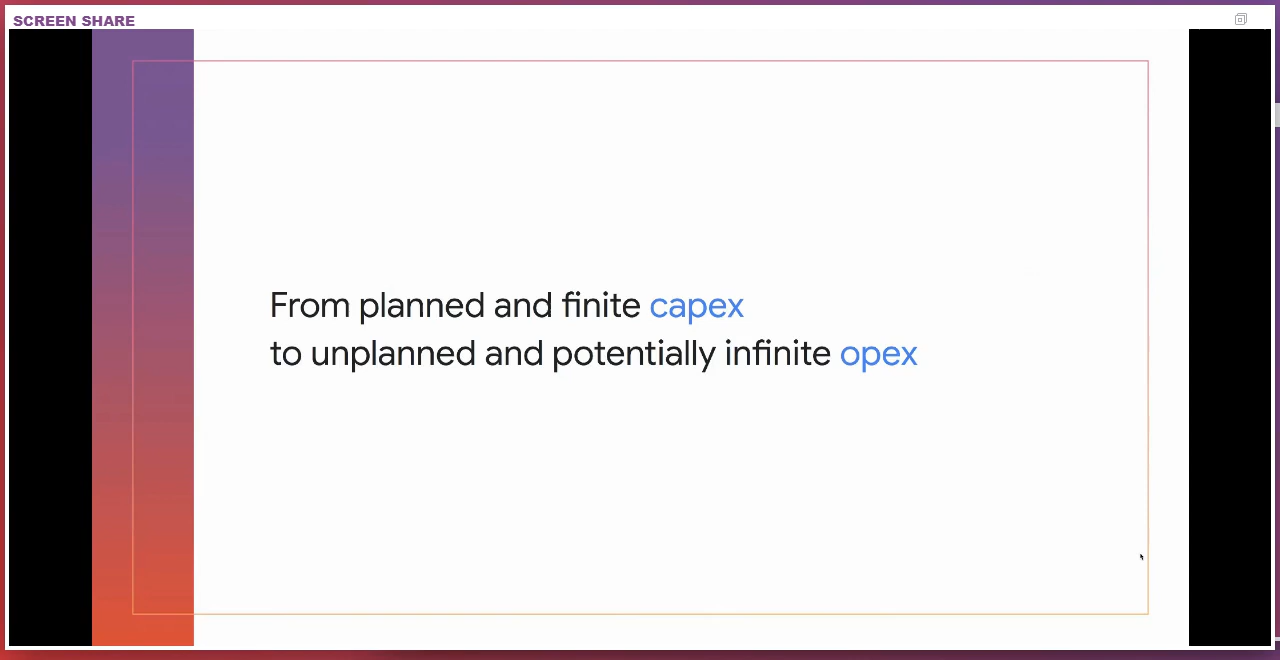 SCREEN SHARE
From planned and finite capex
to unplanned and potentially infinite opex